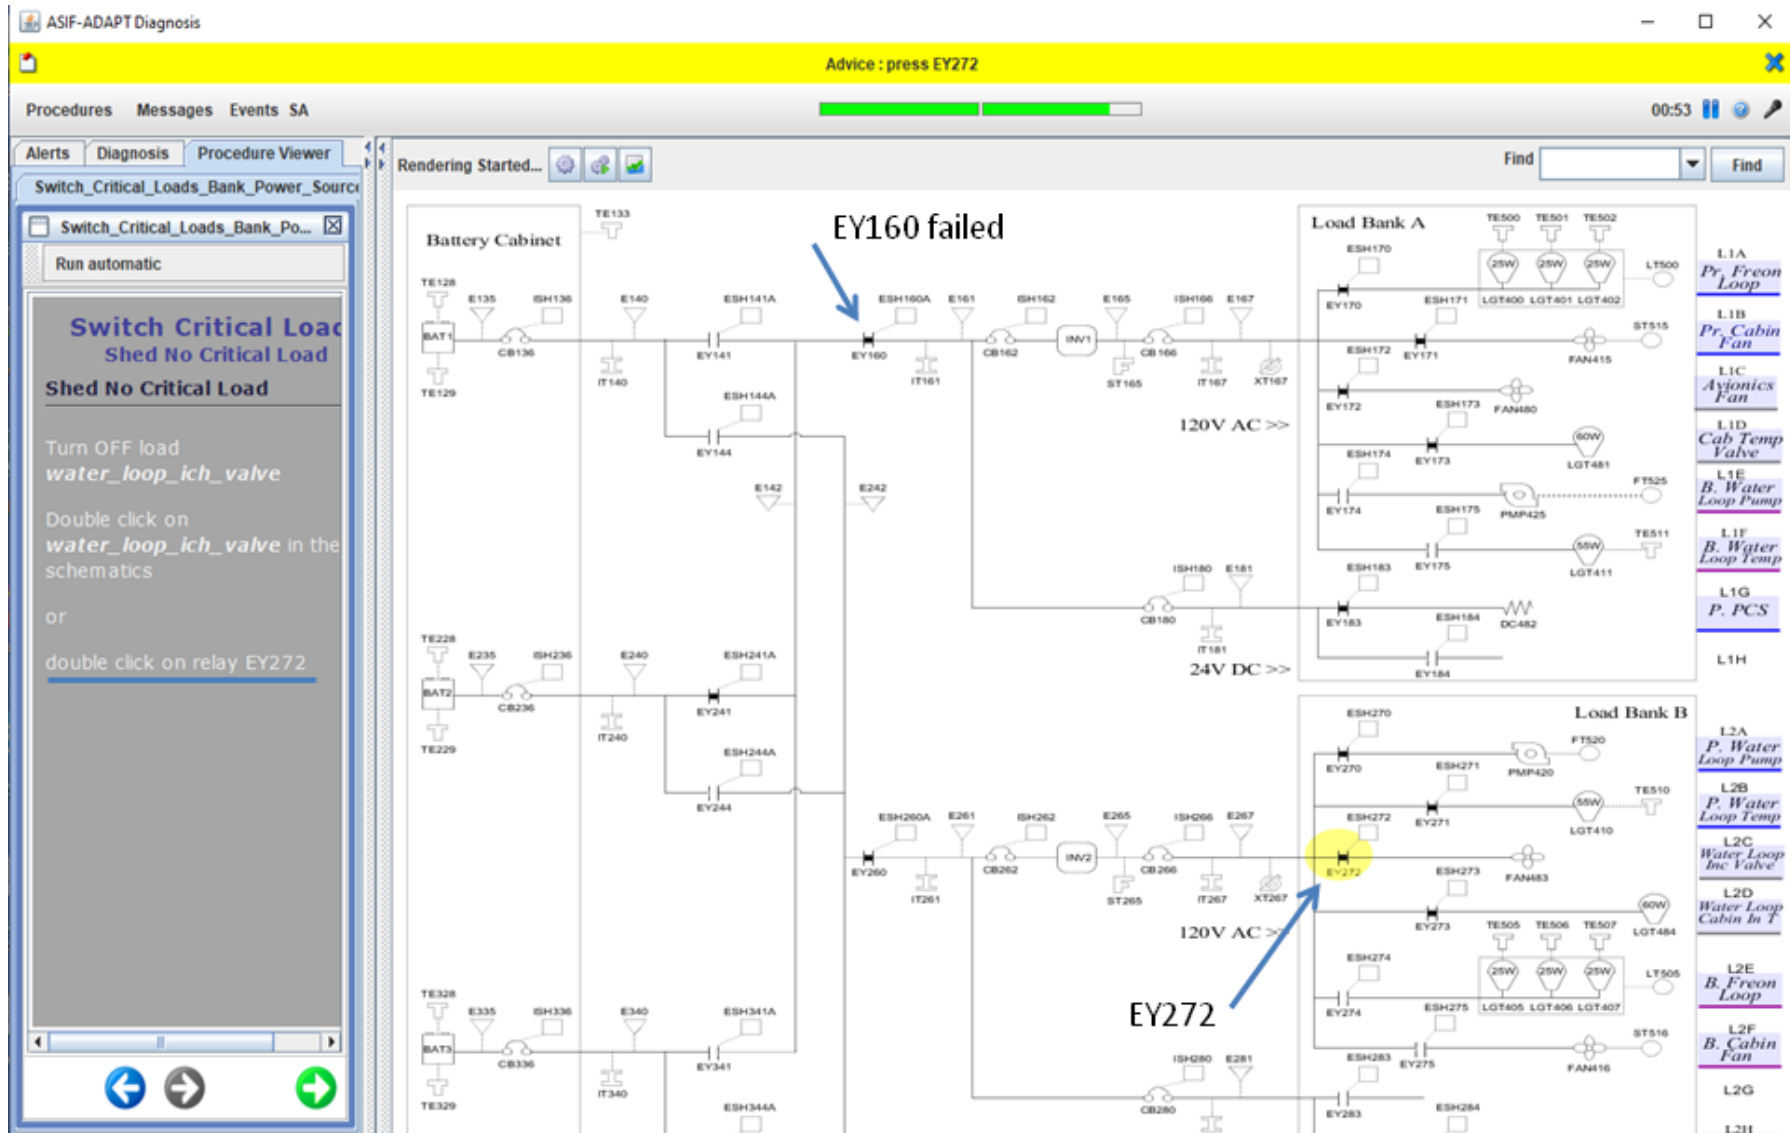 ASIF-ADAPT Diagnosis
Advice : press EY272
Procedures Messages Events SA
00:53
Alerts Diagnosis Procedure Viewer
Switch_Critical_Loads_Bank_Power_Source
Switch_Critical_Loads_Bank_Po...
Run automatic
Switch Critical Load
Shed No Critical Load
Shed No Critical Load
Turn OFF load
water_loop_ich_valve
Double click on
water_loop_ich_valve in the
schematics
or
double click on relay EY272
Rendering Started...
Find
Find
EY160 failed
Battery Cabinet
TE133
Load Bank A
TE500 TE501 TE502
ESH170
25W 25W 25W
LT500
L1A
Pr. Freon
Loop
TE128
E135 ISH136 E140 ESH141A ESH160A E161 ISH162 E165 ISH166 E167
EY170
ESH171
LGT400 LGT401 LGT402
L1B
Pr. Cabin
Fan
ST515
BAT1
CB136
EY141
EY160
CB162
INV1
CB166
ESH172
EY171
FAN415
IT140
IT161
ST165
IT167
XT167
TE129
L1C
Avionics
Fan
ESH144A
EY172
ESH173
FAN480
120V AC >>
L1D
Cab Temp
Valve
60W
EY144
ESH174
EY173
LGT481
L1E
B. Water
Loop Pump
E142 E242
FT525
EY174
ESH175
PMP425
L1F
B. Water
Loop Temp
TE511
55W
EY175
LGT411
ISH180 E181
ESH183
L1G
P. PCS
CB180
EY183
ESH184
DC482
IT181
24V DC >>
EY184
L1H
TE228
E235 ISH236 E240 ESH241A
BAT2
CB236
EY241
IT240
TE229
ESH244A
EY244
Load Bank B
ESH270
FT520
L2A
P. Water
Loop Pump
EY270
ESH271
PMP420
L2B
P. Water
Loop Temp
TE510
55W
ESH260A E261 ISH262 E265 ISH266 E267
ESH272
EY271
LGT410
L2C
Water Loop
Inc Valve
EY260
CB262
INV2
CB266
EY272
ESH273
FAN483
IT261
ST265
IT267
XT267
L2D
Water Loop
Cabin In T
60W
120V AC >>
EY273
TE505 TE506 TE507
LGT484
ESH274
25W 25W 25W
LT505
L2E
B. Freon
Loop
EY272
EY274
ESH275
LGT405 LGT406 LGT407
TE328
E335 ISH336 E340 ESH341A
ST516
L2F
B. Cabin
Fan
BAT3
CB336
EY341
ISH280 E281
ESH283
EY275
FAN416
IT340
TE329
ESH344A
CB280
EY283
ESH284
L2G
L2H